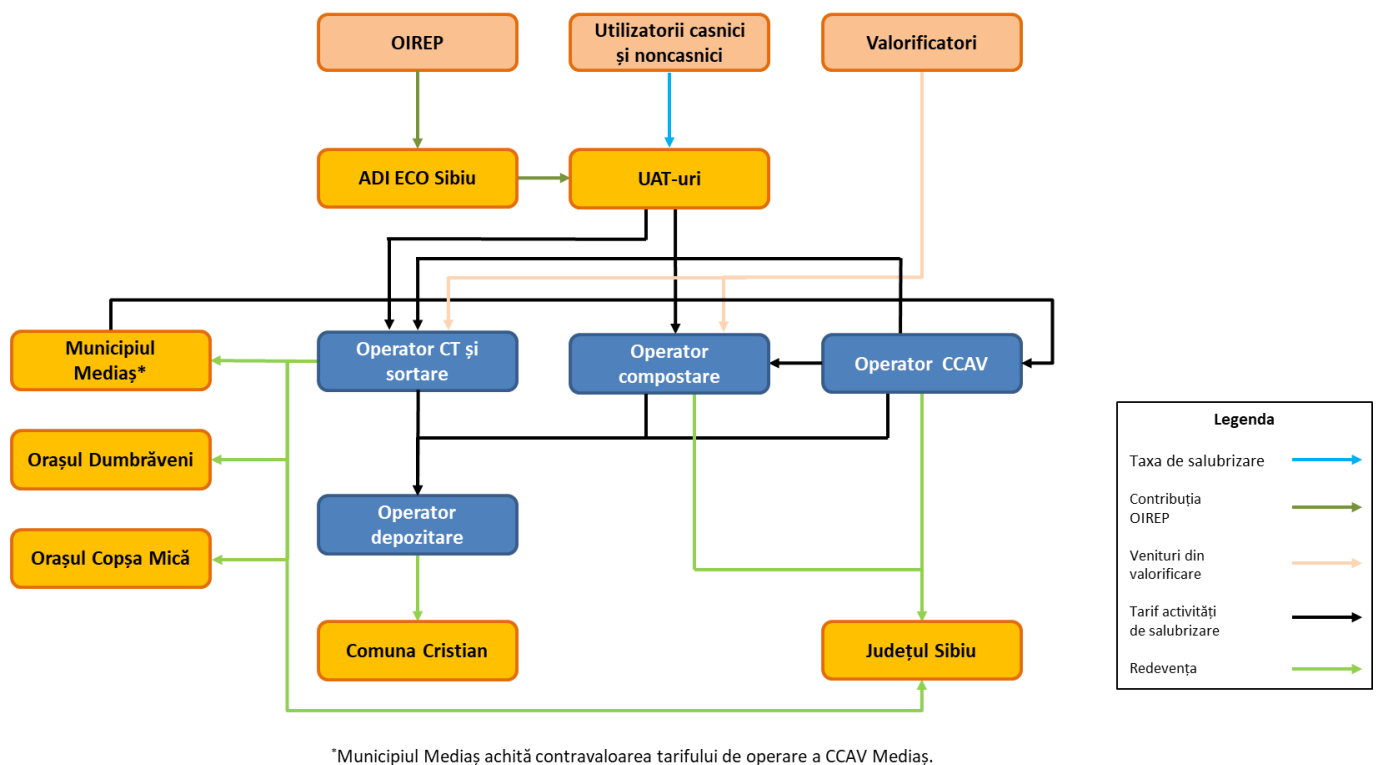 OIREP
Utilizatorii casnici
și noncasnici
Valorificatori
ADI ECO Sibiu
UAT-uri
Municipiul
Mediaș*
Operator CT și
sortare
Operator
compostare
Operator CCAV
Orașul Dumbrăveni
Operator
depozitare
Orașul Copșa Mică
Comuna Cristian
Județul Sibiu
Legenda
Taxa de salubrizare
Contribuția
OIREP
Venituri din
valorificare
Tarif activități
de salubrizare
Redevența
*Municipiul Mediaș achită contravaloarea tarifului de operare a CCAV Mediaș.